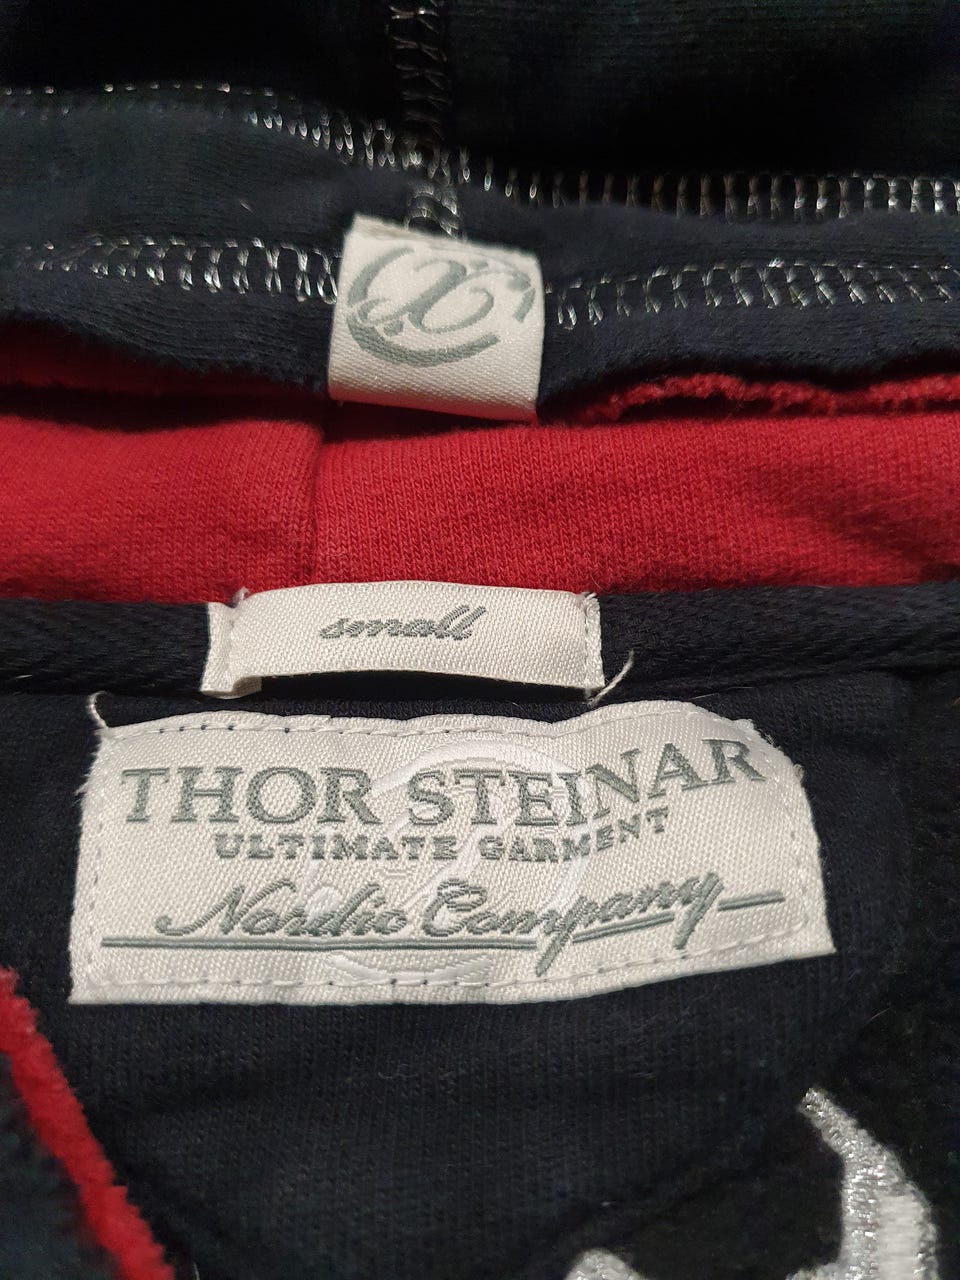 small
THOR STEINAR
ULTIMATE GARMENT
Nordic Company